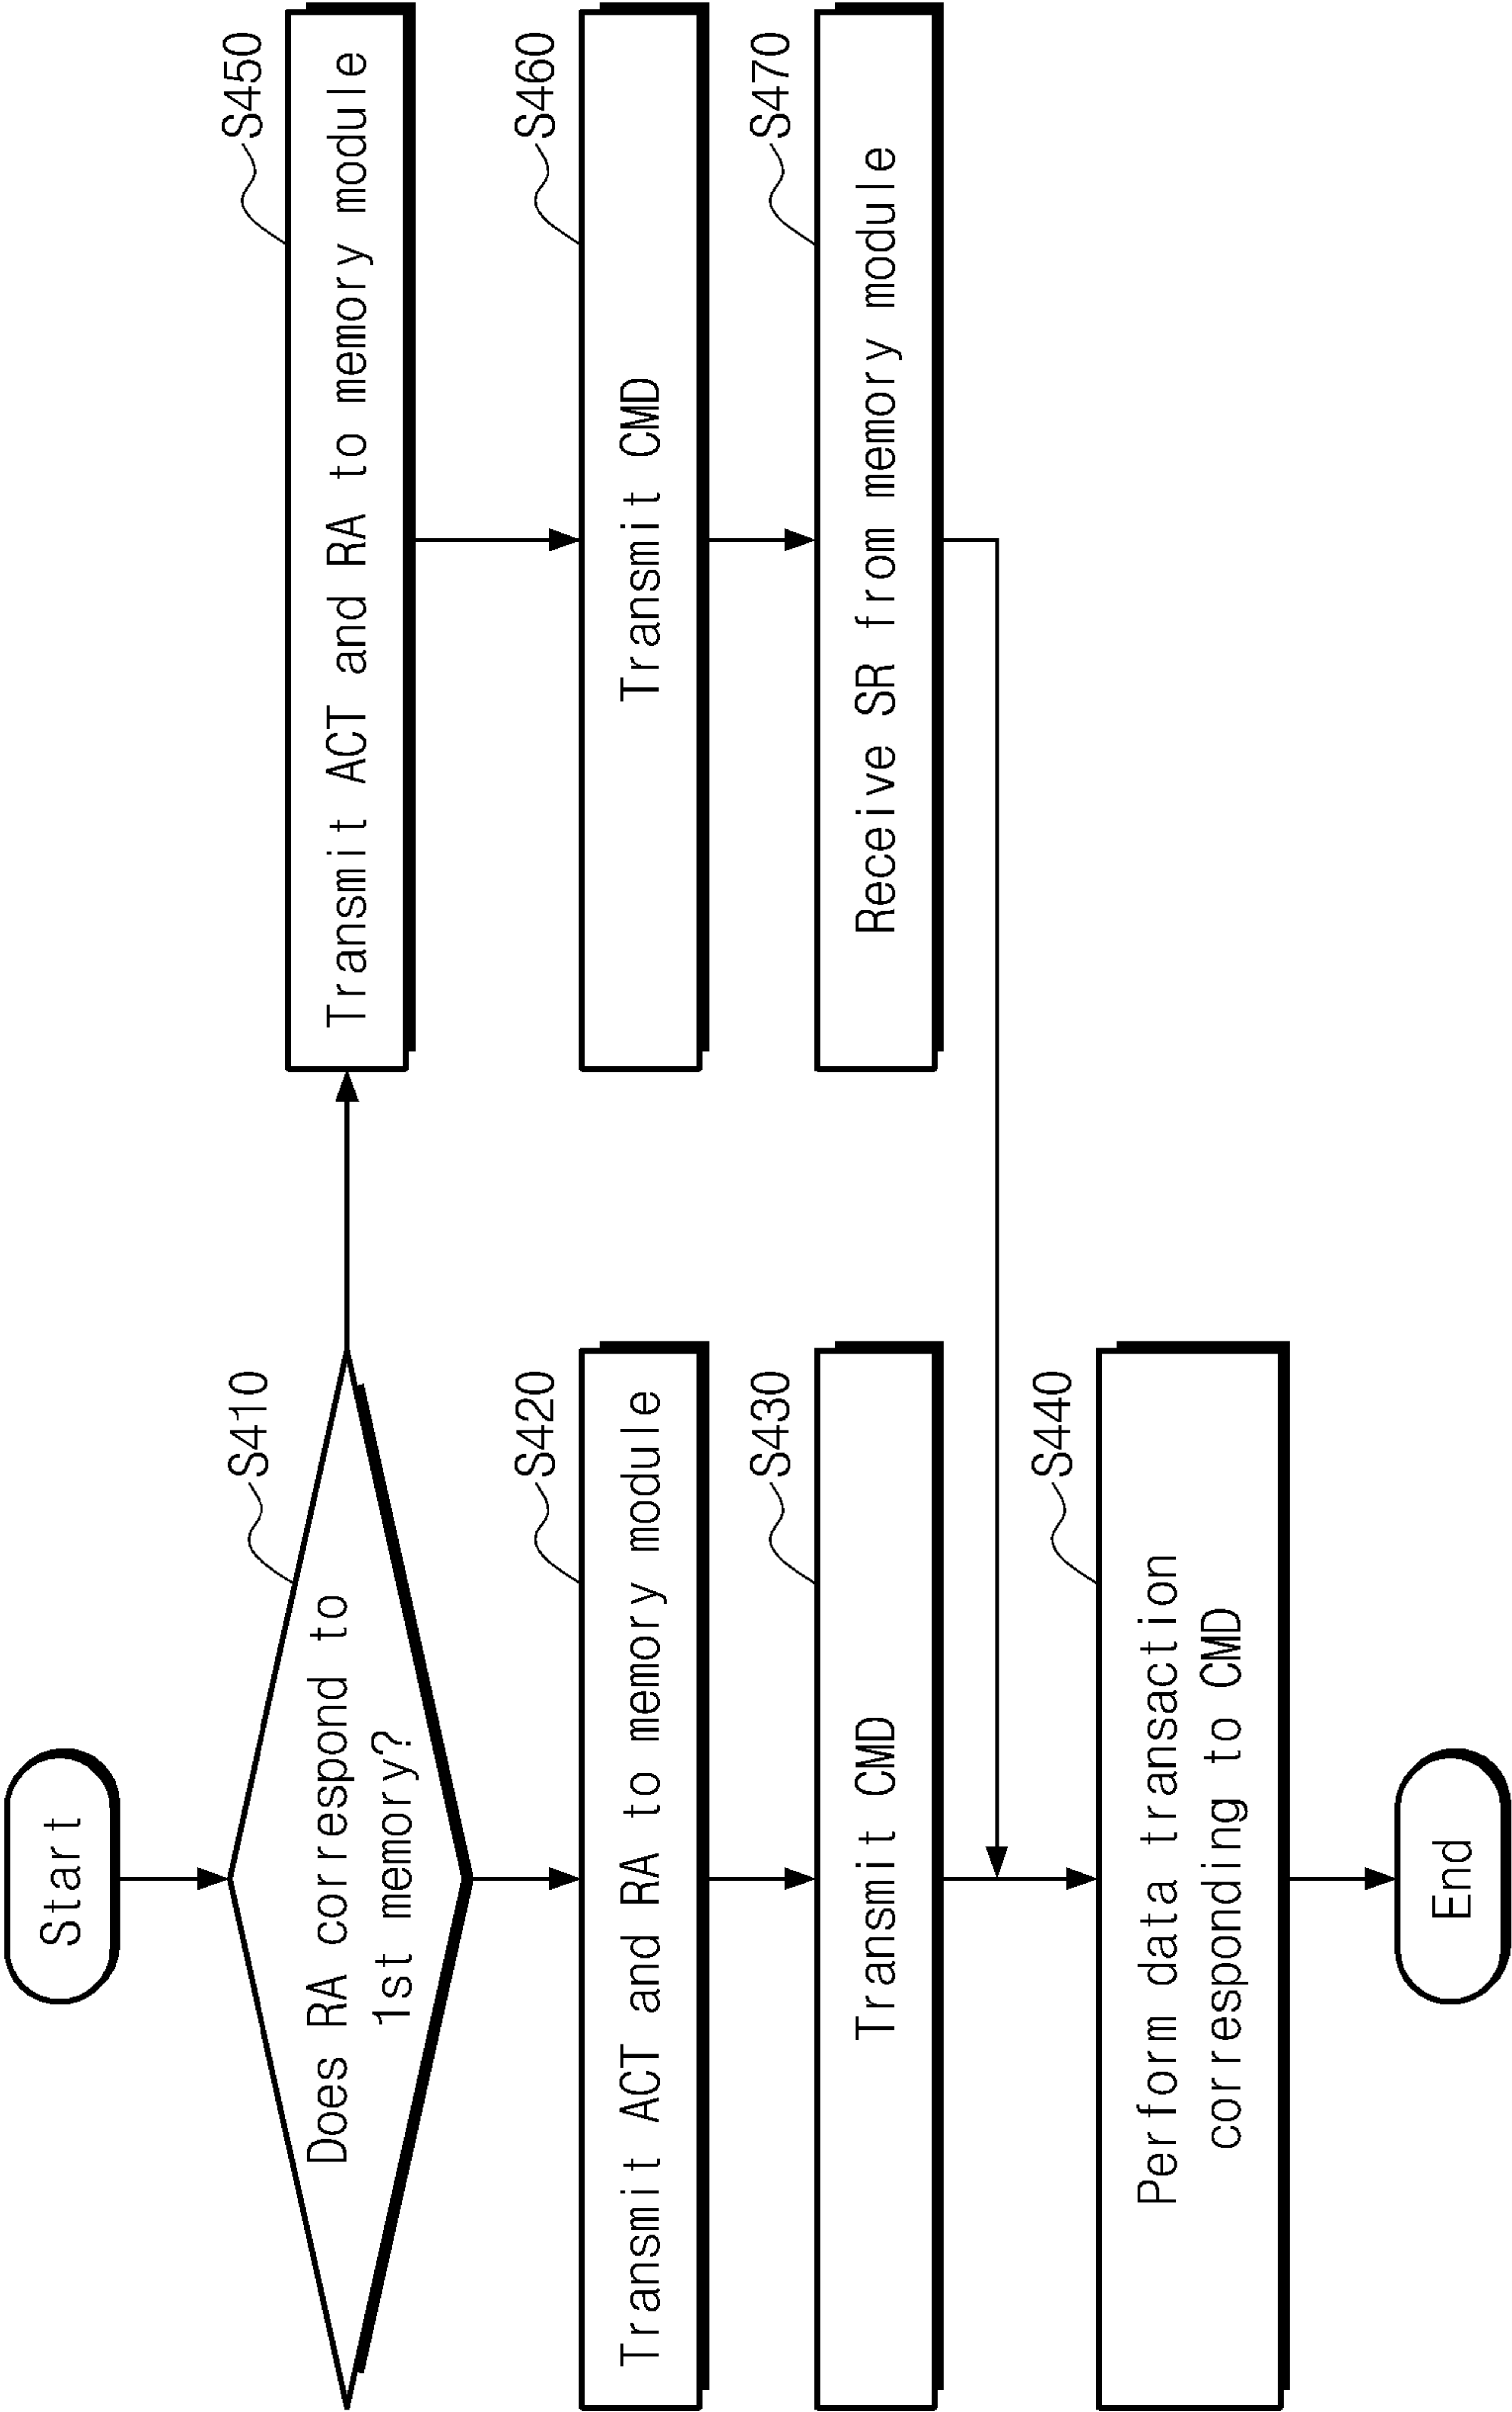 Start
S410
Does RA correspond to
1st memory?
S420
Transmit ACT and RA to memory module
S430
Transmit CMD
S440
Perform data transaction
corresponding to CMD
End
S450
Transmit ACT and RA to memory module
S460
Transmit CMD
S470
Receive SR from memory module